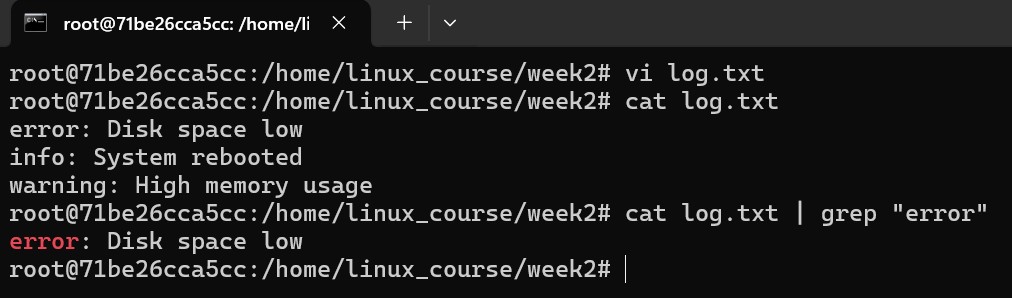 root@71be26cca5cc: /home/li
root@71be26cca5cc:/home/linux_course/week2# vi log.txt
root@71be26cca5cc:/home/linux_course/week2# cat log.txt
error: Disk space low
info: System rebooted
warning: High memory usage
root@71be26cca5cc:/home/linux_course/week2# cat log.txt | grep "error"
error: Disk space low
root@71be26cca5cc:/home/linux_course/week2#